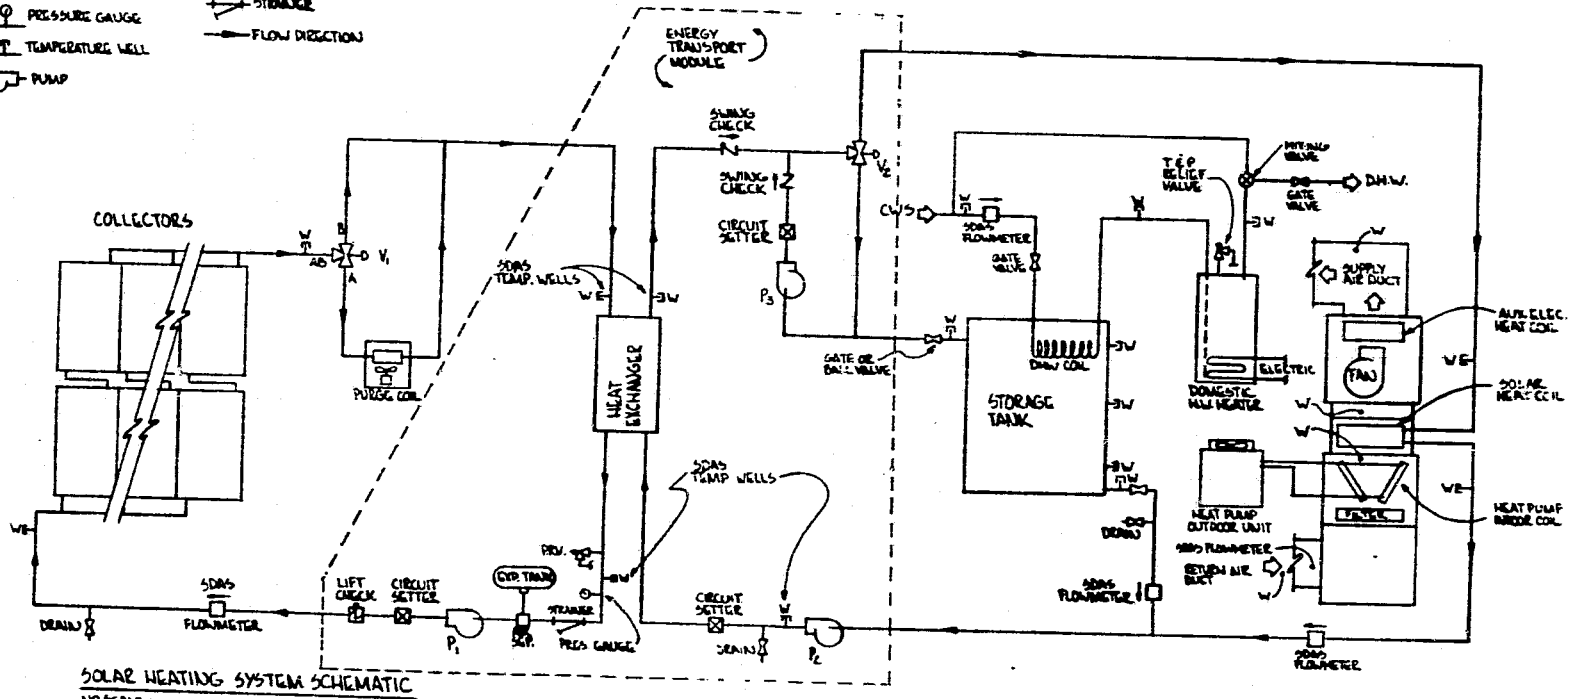 PRESSURE GAUGE
STRAINER
TEMPERATURE WELL
FLOW DIRECTION
PUMP
ENERGY
TRANSPORT
MODULE
SWING
CHECK
SWING
CHECK
V2
T&P
RELIEF
VALVE
MIXING
VALVE
D.H.W.
GATE
VALVE
COLLECTORS
W
AB
B
A
V1
CIRCUIT
SETTER
CWS
W
SDAS
FLOWMETER
W
W
W
SUPPLY
AIR DUCT
SDAS
TEMP. WELLS
W
W
P3
GATE
VALVE
AUX. ELEC.
HEAT COIL
PURGE COIL
HEAT
EXCHANGER
GATE OR
BALL VALVE
W
DHW COIL
W
STORAGE
TANK
W
ELECTRIC
DOMESTIC
H.W. HEATER
FAN
W
SOLAR
HEAT COIL
W
W
SDAS
TEMP WELLS
W
W
HEAT PUMP
OUTDOOR UNIT
FILTER
W
HEAT PUMP
INDOOR COIL
W
DRAIN
SDAS FLOWMETER
RETURN AIR
DUCT
W
PRV.
W
EXP. TANK
SDAS
FLOWMETER
SDAS
FLOWMETER
DRAIN
LIFT
CHECK
CIRCUIT
SETTER
P1
SEP.
STRAINER
PRES. GAUGE
CIRCUIT
SETTER
DRAIN
W
P2
SDAS
FLOWMETER
SOLAR HEATING SYSTEM SCHEMATIC